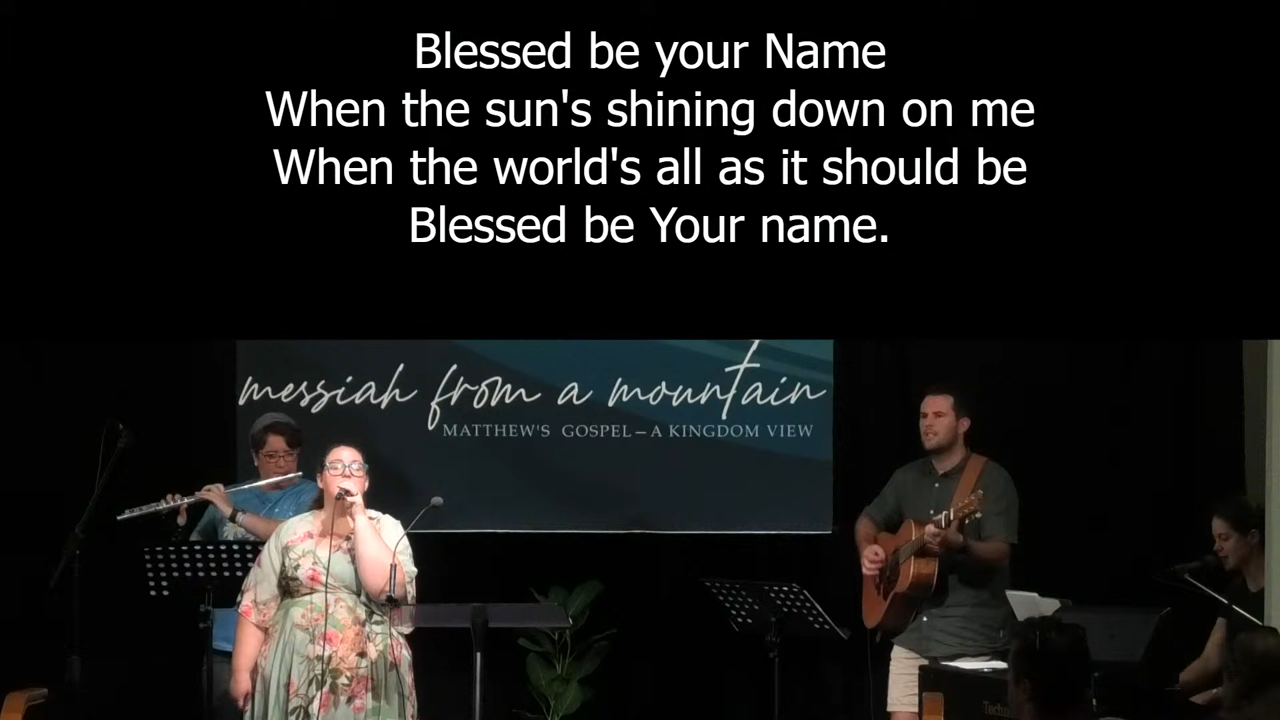 Blessed be your Name
When the sun's shining down on me
When the world's all as it should be
Blessed be Your name.
messiah from a mountain
MATTHEW'S GOSPEL – A KINGDOM VIEW
Techn